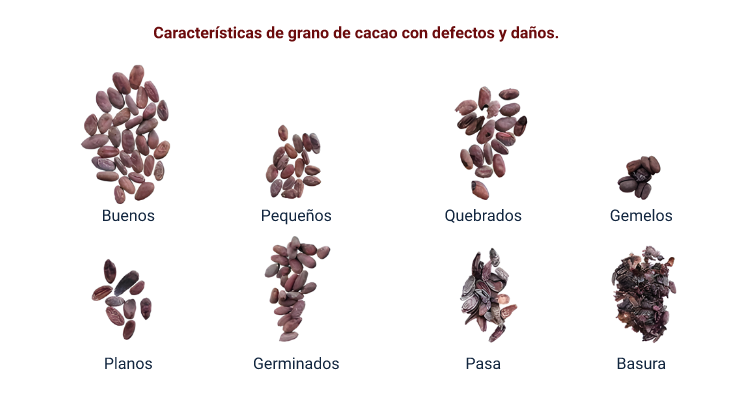 Características de grano de cacao con defectos y daños.
Buenos
Pequeños
Quebrados
Gemelos
Planos
Germinados
Pasa
Basura